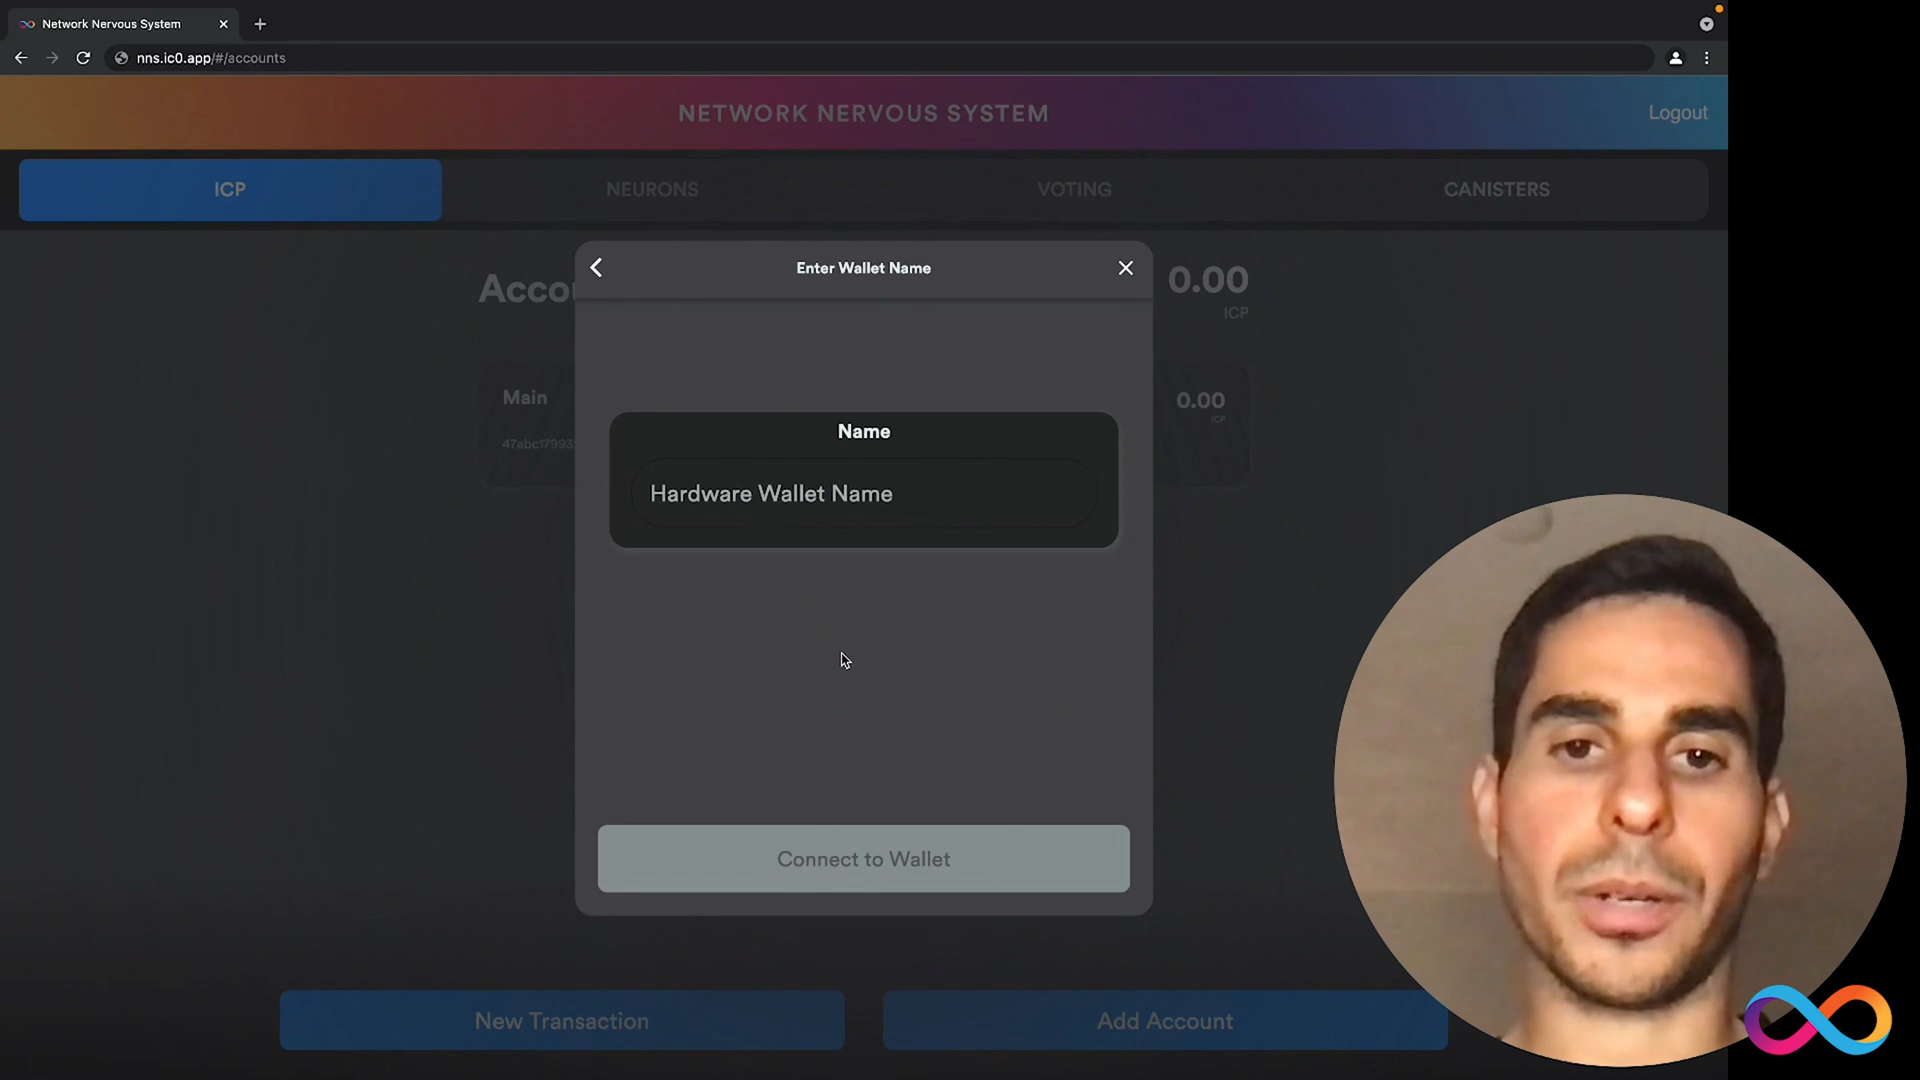 Network Nervous System
nns.ic0.app/#/accounts
NETWORK NERVOUS SYSTEM
Logout
ICP
NEURONS
VOTING
CANISTERS
Enter Wallet Name
0.00
ICP
Main
0.00
ICP
Name
Hardware Wallet Name
Connect to Wallet
New Transaction
Add Account